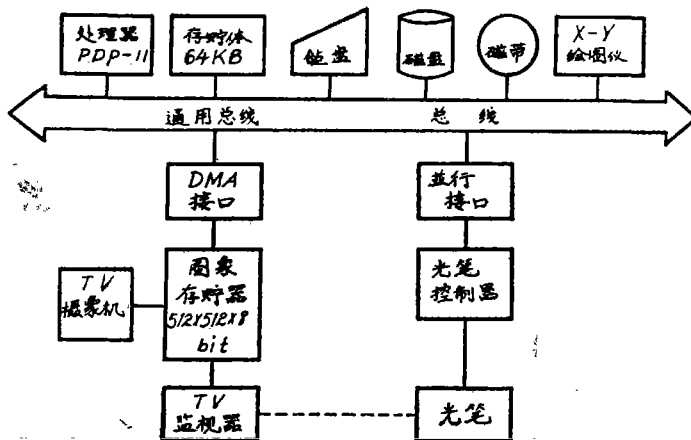 处理器
PDP-11
存贮体
64KB
键盘
磁盘
磁带
X-Y
绘图仪
通用总线
总线
DMA
接口
並行
接口
TV
摄象机
图象
存贮器
512X512X8
bit
光笔
控制器
TV
监视器
光笔